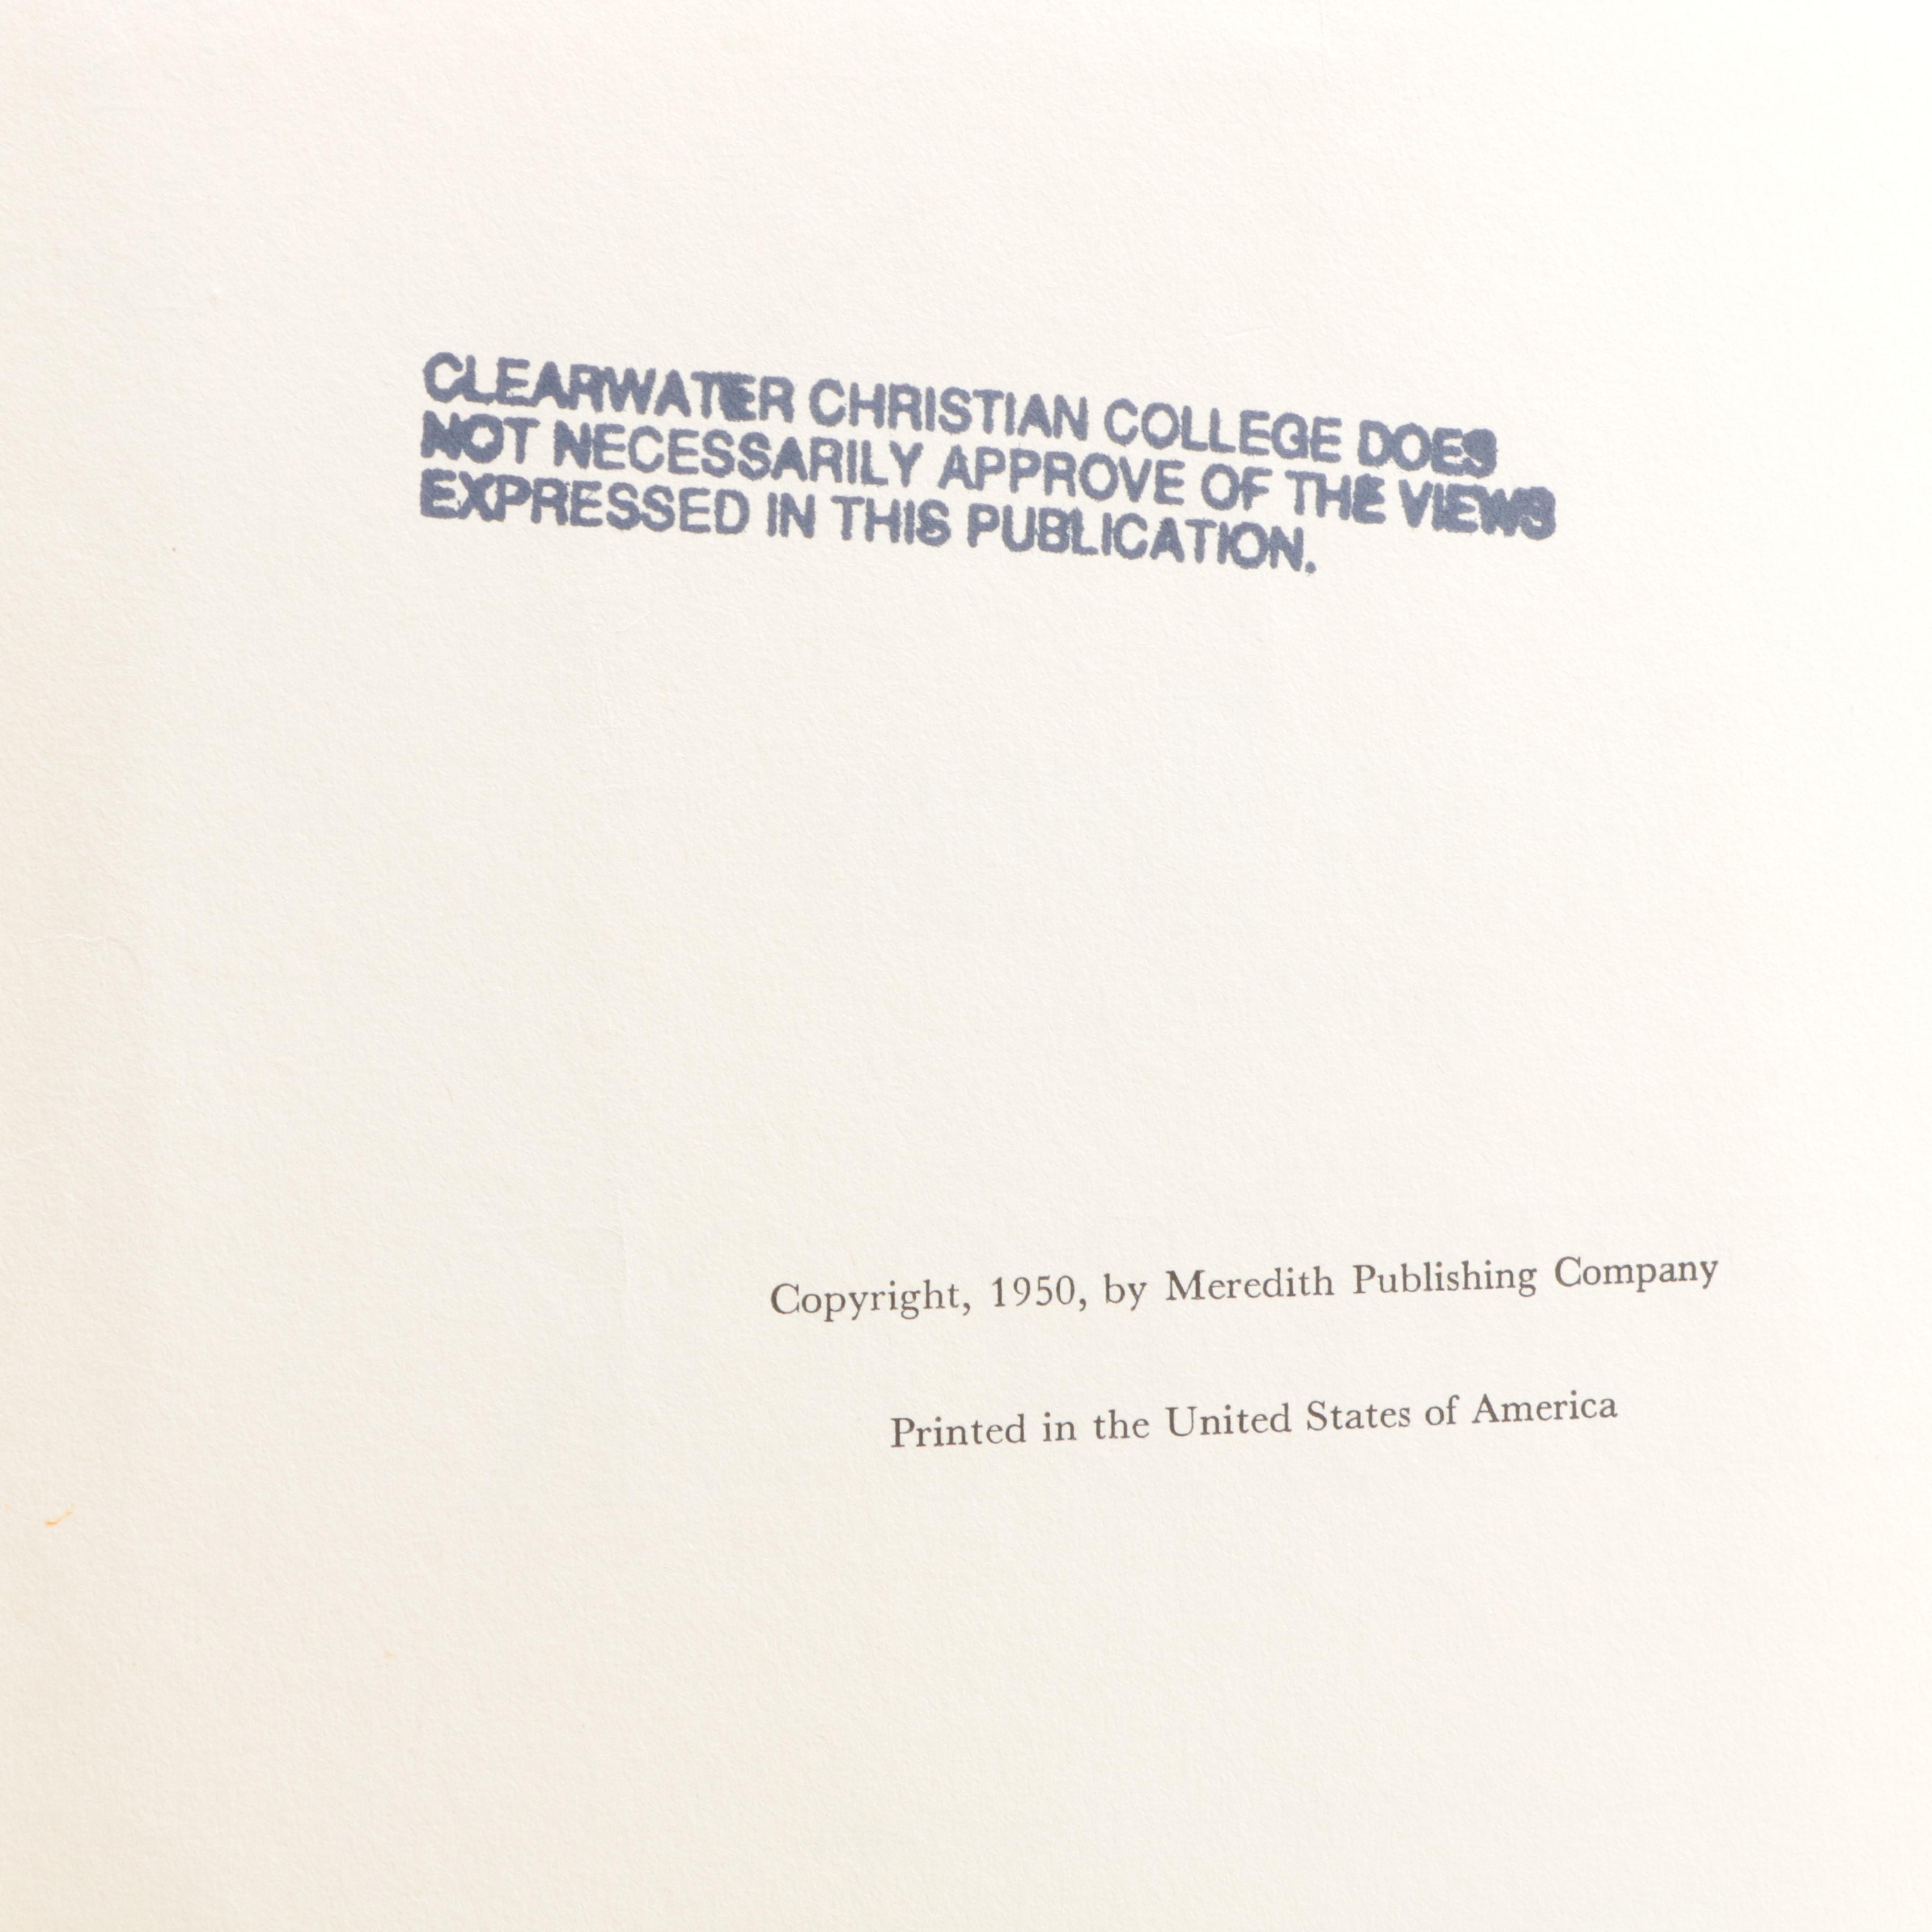 CLEARWATER CHRISTIAN COLLEGE DOES
NOT NECESSARILY APPROVE OF THE VIEWS
EXPRESSED IN THIS PUBLICATION.
Copyright, 1950, by Meredith Publishing Company
Printed in the United States of America